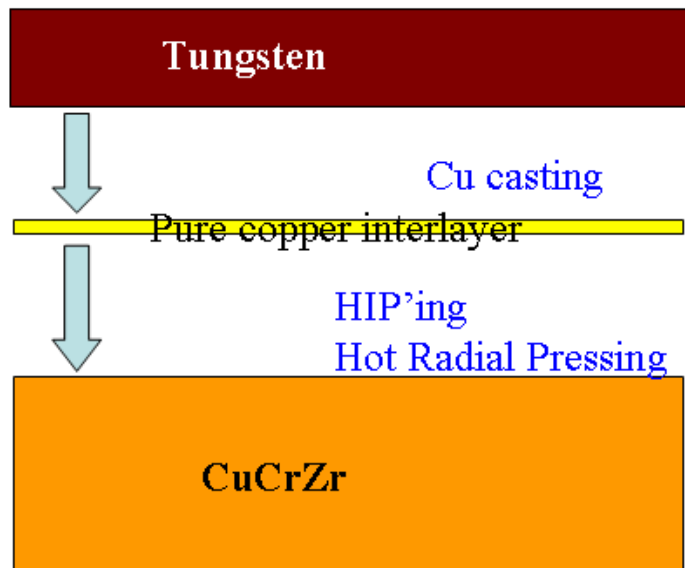 Tungsten
Cu casting
Pure copper interlayer
HIP’ing
Hot Radial Pressing
CuCrZr